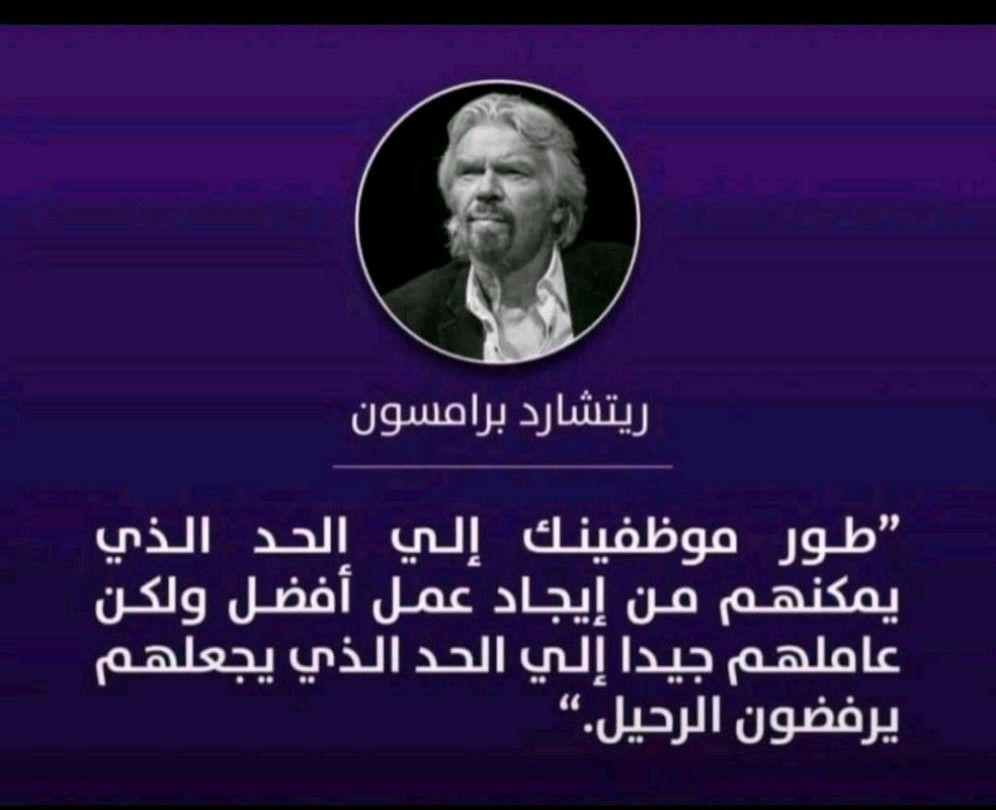 ريتشارد برامسون
”طور موظفينك إلي الحد الذي
يمكنهم من إيجاد عمل أفضل ولكن
عاملهم جيدا إلي الحد الذي يجعلهم
يرفضون الرحيل.“